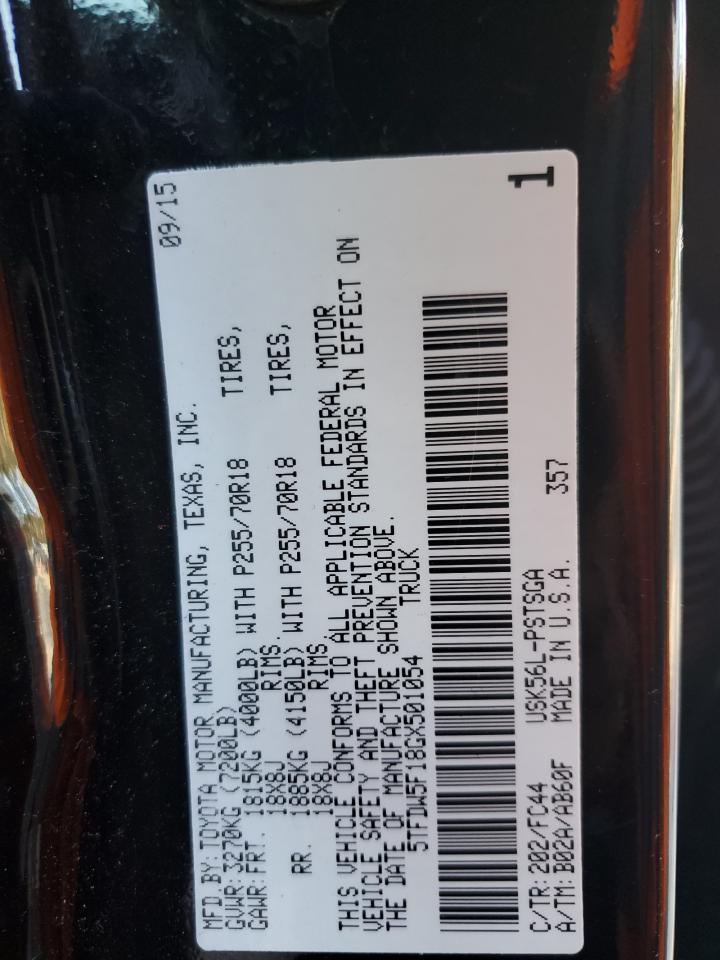 MFD. BY: TOYOTA MOTOR MANUFACTURING, TEXAS, INC. 09/15
GVWR: 3270KG (7200LB)
GAWR: FRT. 1815KG (4000LB) WITH P255/70R18 TIRES,
18X8J RIMS.
RR. 1885KG (4150LB) WITH P255/70R18 TIRES,
18X8J RIMS
THIS VEHICLE CONFORMS TO ALL APPLICABLE FEDERAL MOTOR
VEHICLE SAFETY AND THEFT PREVENTION STANDARDS IN EFFECT ON
THE DATE OF MANUFACTURE SHOWN ABOVE.
5TFDW5F18GX501054 TRUCK
C/TR: 202/FC44 USK56L-PSTSGA
A/TM: B02A/AB60F MADE IN U.S.A. 357
1